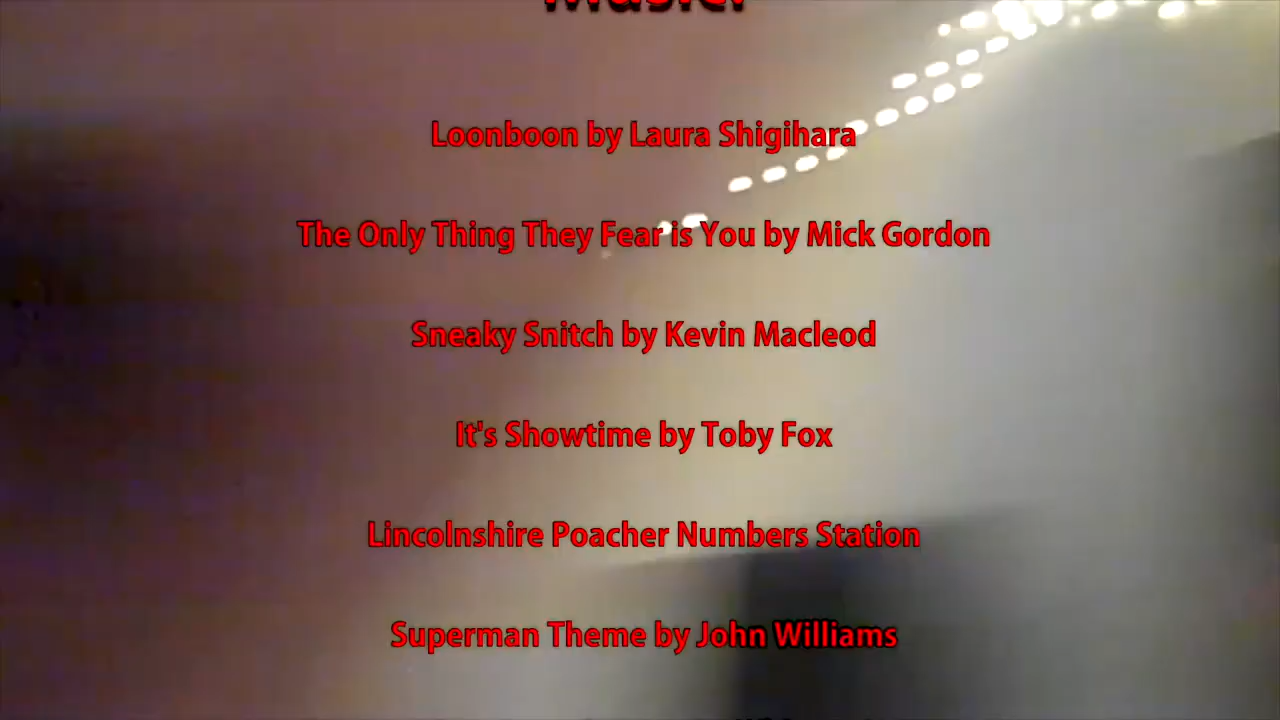 Music:
Loonboon by Laura Shigihara
The Only Thing They Fear is You by Mick Gordon
Sneaky Snitch by Kevin Macleod
It's Showtime by Toby Fox
Lincolnshire Poacher Numbers Station
Superman Theme by John Williams